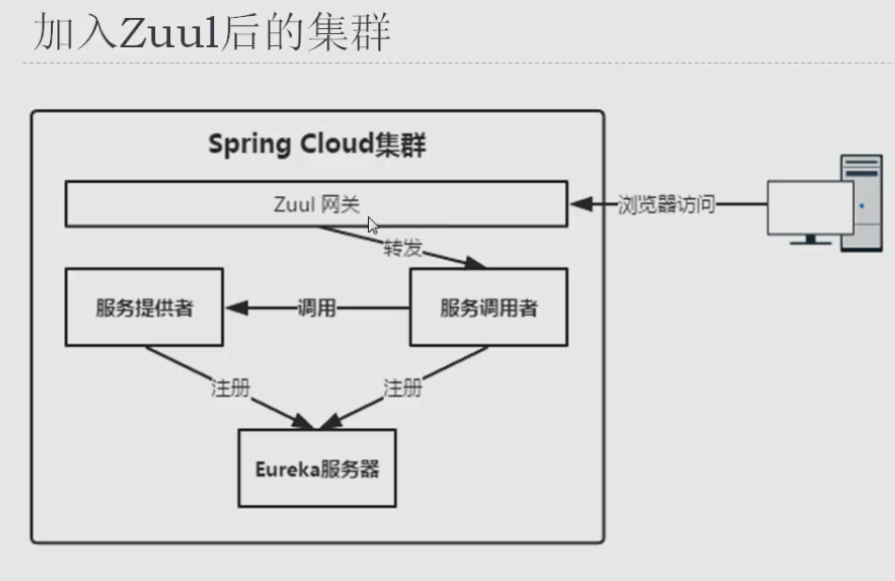 加入Zuul后的集群
Spring Cloud集群
Zuul 网关
浏览器访问
转发
服务提供者
调用
服务调用者
注册
注册
Eureka服务器